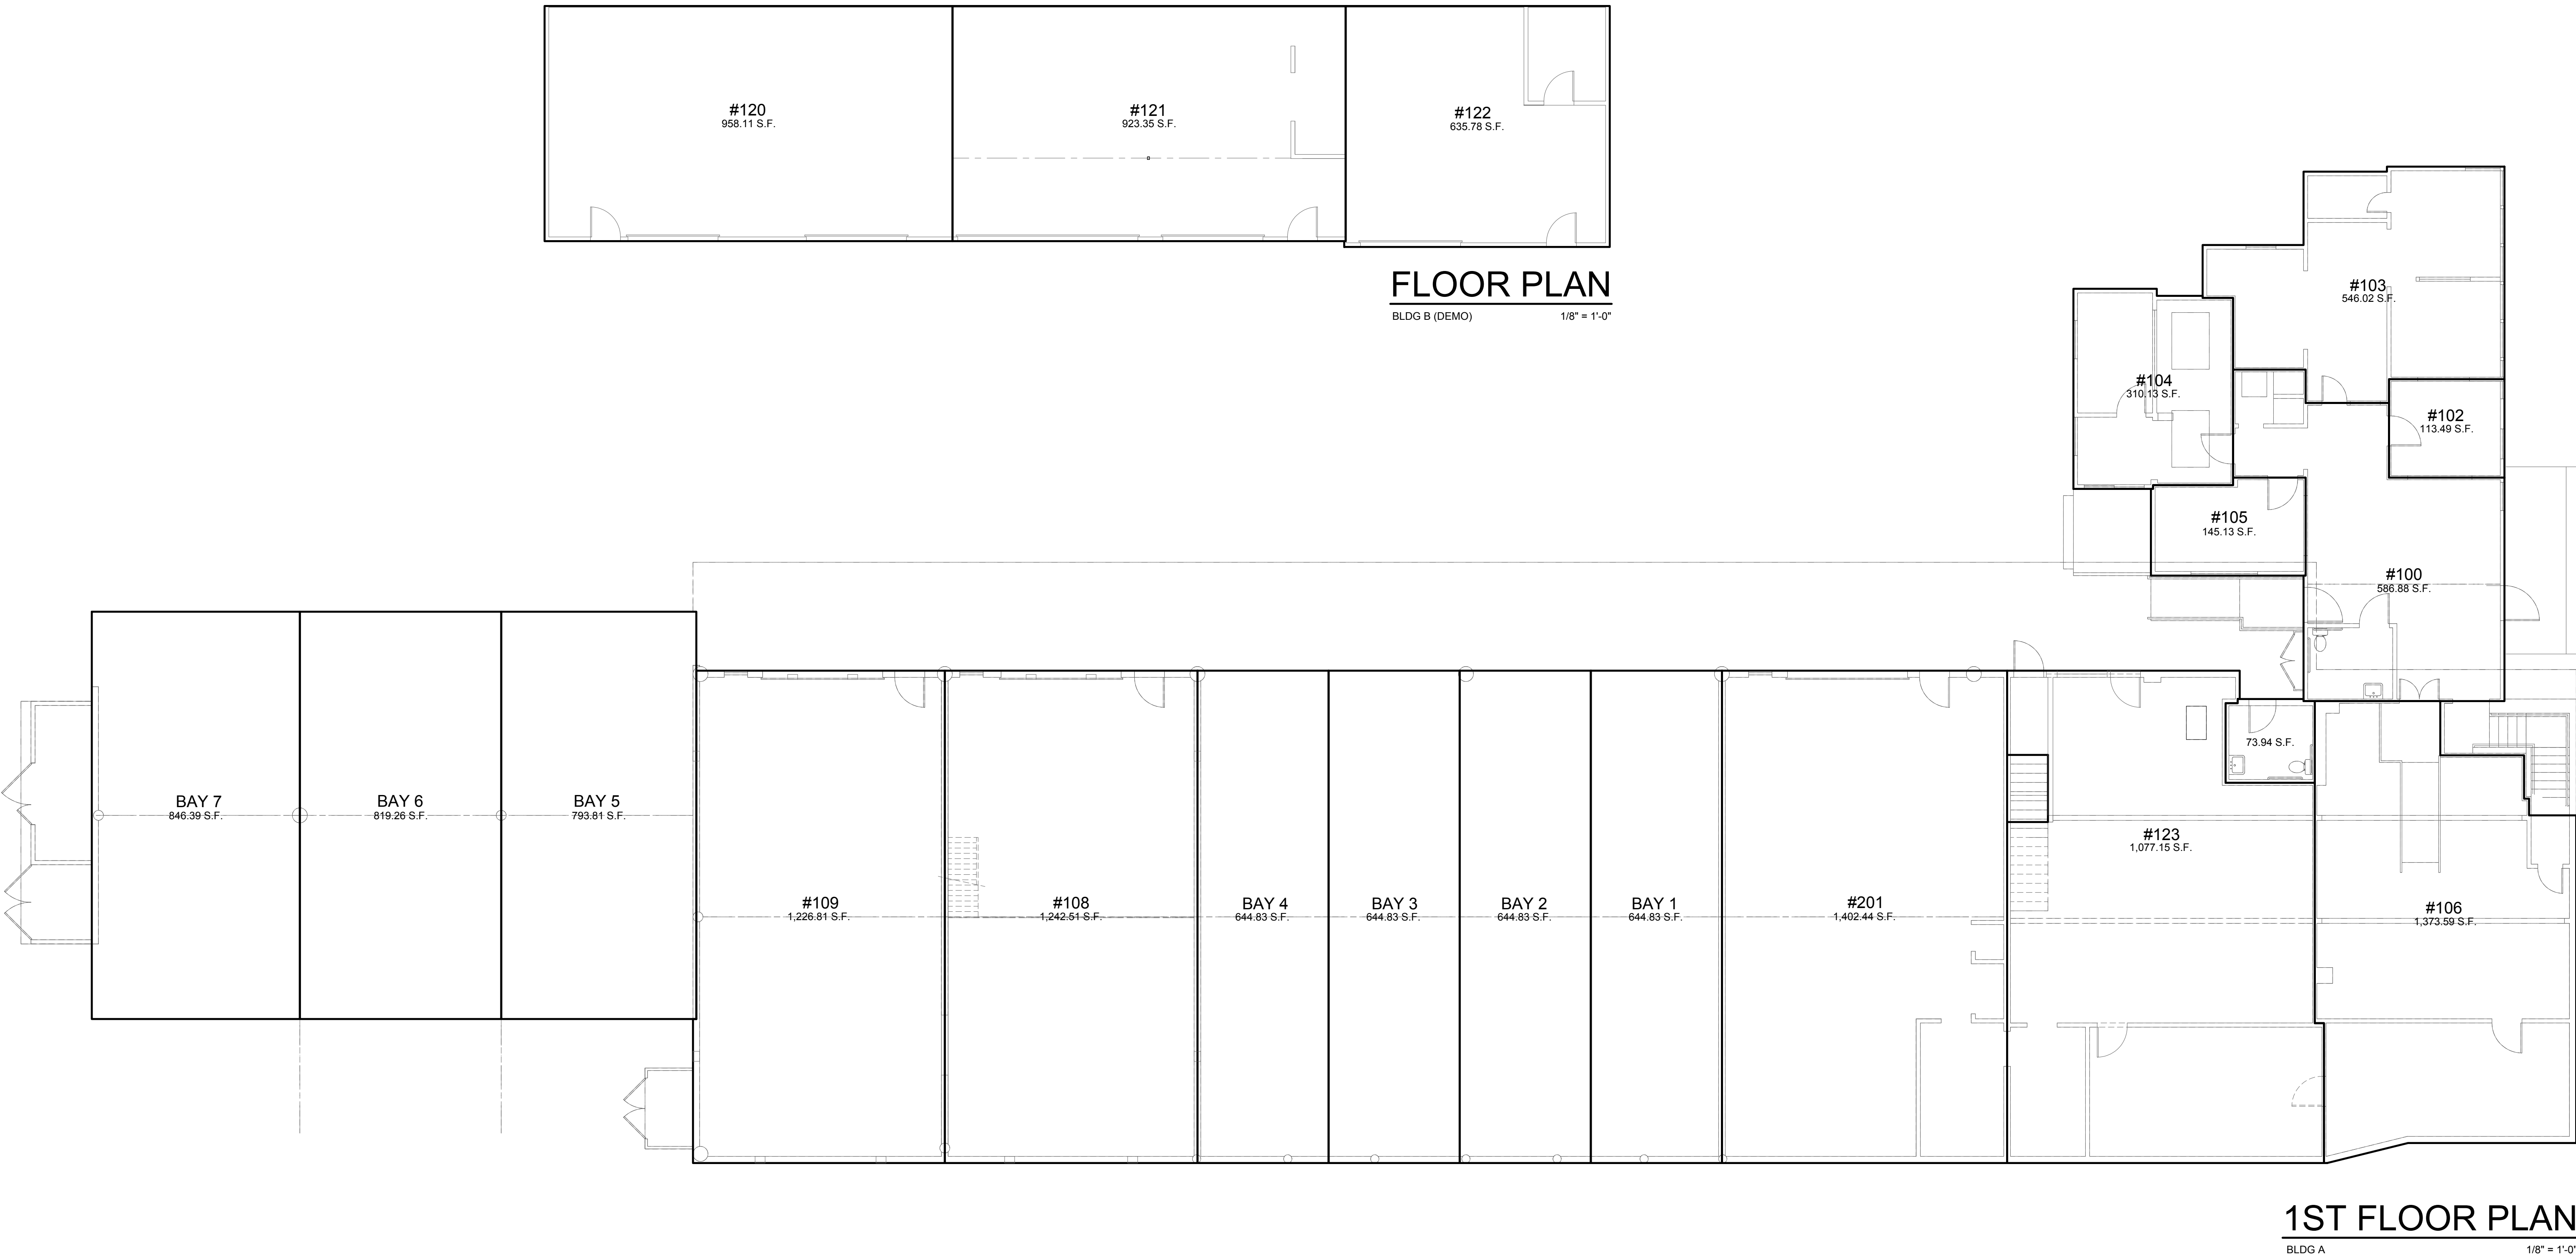 #120
958.11 S.F.
#121
923.35 S.F.
#122
635.78 S.F.
FLOOR PLAN
BLDG B (DEMO) 1/8" = 1'-0"
#103
546.02 S.F.
#104
310.13 S.F.
#102
113.49 S.F.
#105
145.13 S.F.
#100
586.88 S.F.
73.94 S.F.
BAY 7
846.39 S.F.
BAY 6
819.26 S.F.
BAY 5
793.81 S.F.
#123
1,077.15 S.F.
#109
1,226.81 S.F.
#108
1,242.51 S.F.
BAY 4
644.83 S.F.
BAY 3
644.83 S.F.
BAY 2
644.83 S.F.
BAY 1
644.83 S.F.
#201
1,402.44 S.F.
#106
1,373.59 S.F.
1ST FLOOR PLAN
BLDG A 1/8" = 1'-0"